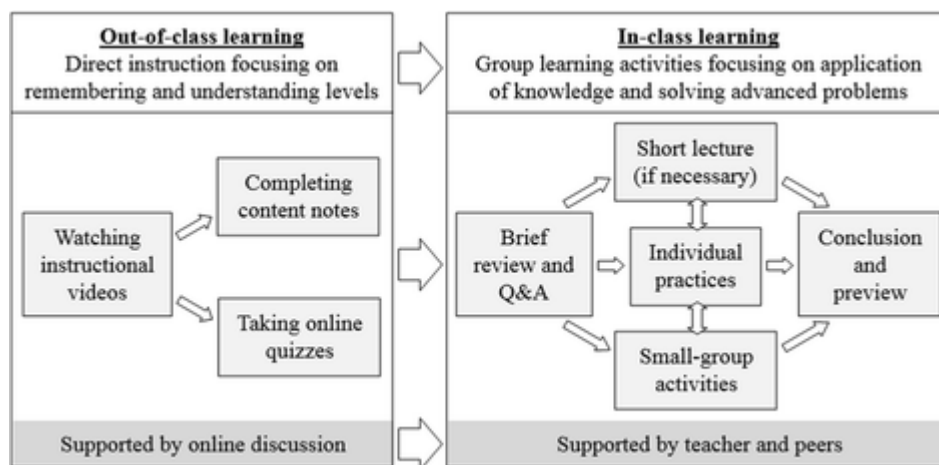 Out-of-class learning
Direct instruction focusing on
remembering and understanding levels
Watching
instructional
videos
Completing
content notes
Taking online
quizzes
Supported by online discussion
In-class learning
Group learning activities focusing on application
of knowledge and solving advanced problems
Brief
review and
Q&A
Short lecture
(if necessary)
Individual
practices
Small-group
activities
Conclusion
and
preview
Supported by teacher and peers